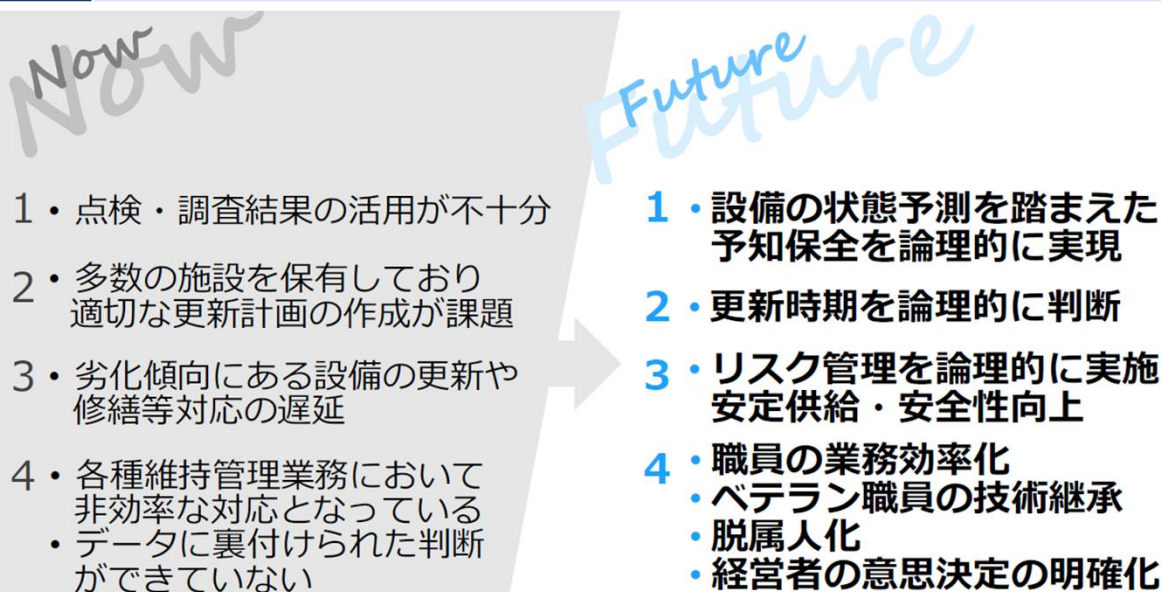 Now
Now
1・点検・調査結果の活用が不十分
2・多数の施設を保有しており
適切な更新計画の作成が課題
3・劣化傾向にある設備の更新や
修繕等対応の遅延
4・各種維持管理業務において
非効率な対応となっている
・データに裏付けられた判断
ができていない
Future
Future
1・設備の状態予測を踏まえた
予知保全を論理的に実現
2・更新時期を論理的に判断
3・リスク管理を論理的に実施
安定供給・安全性向上
4・職員の業務効率化
・ベテラン職員の技術継承
・脱属人化
・経営者の意思決定の明確化